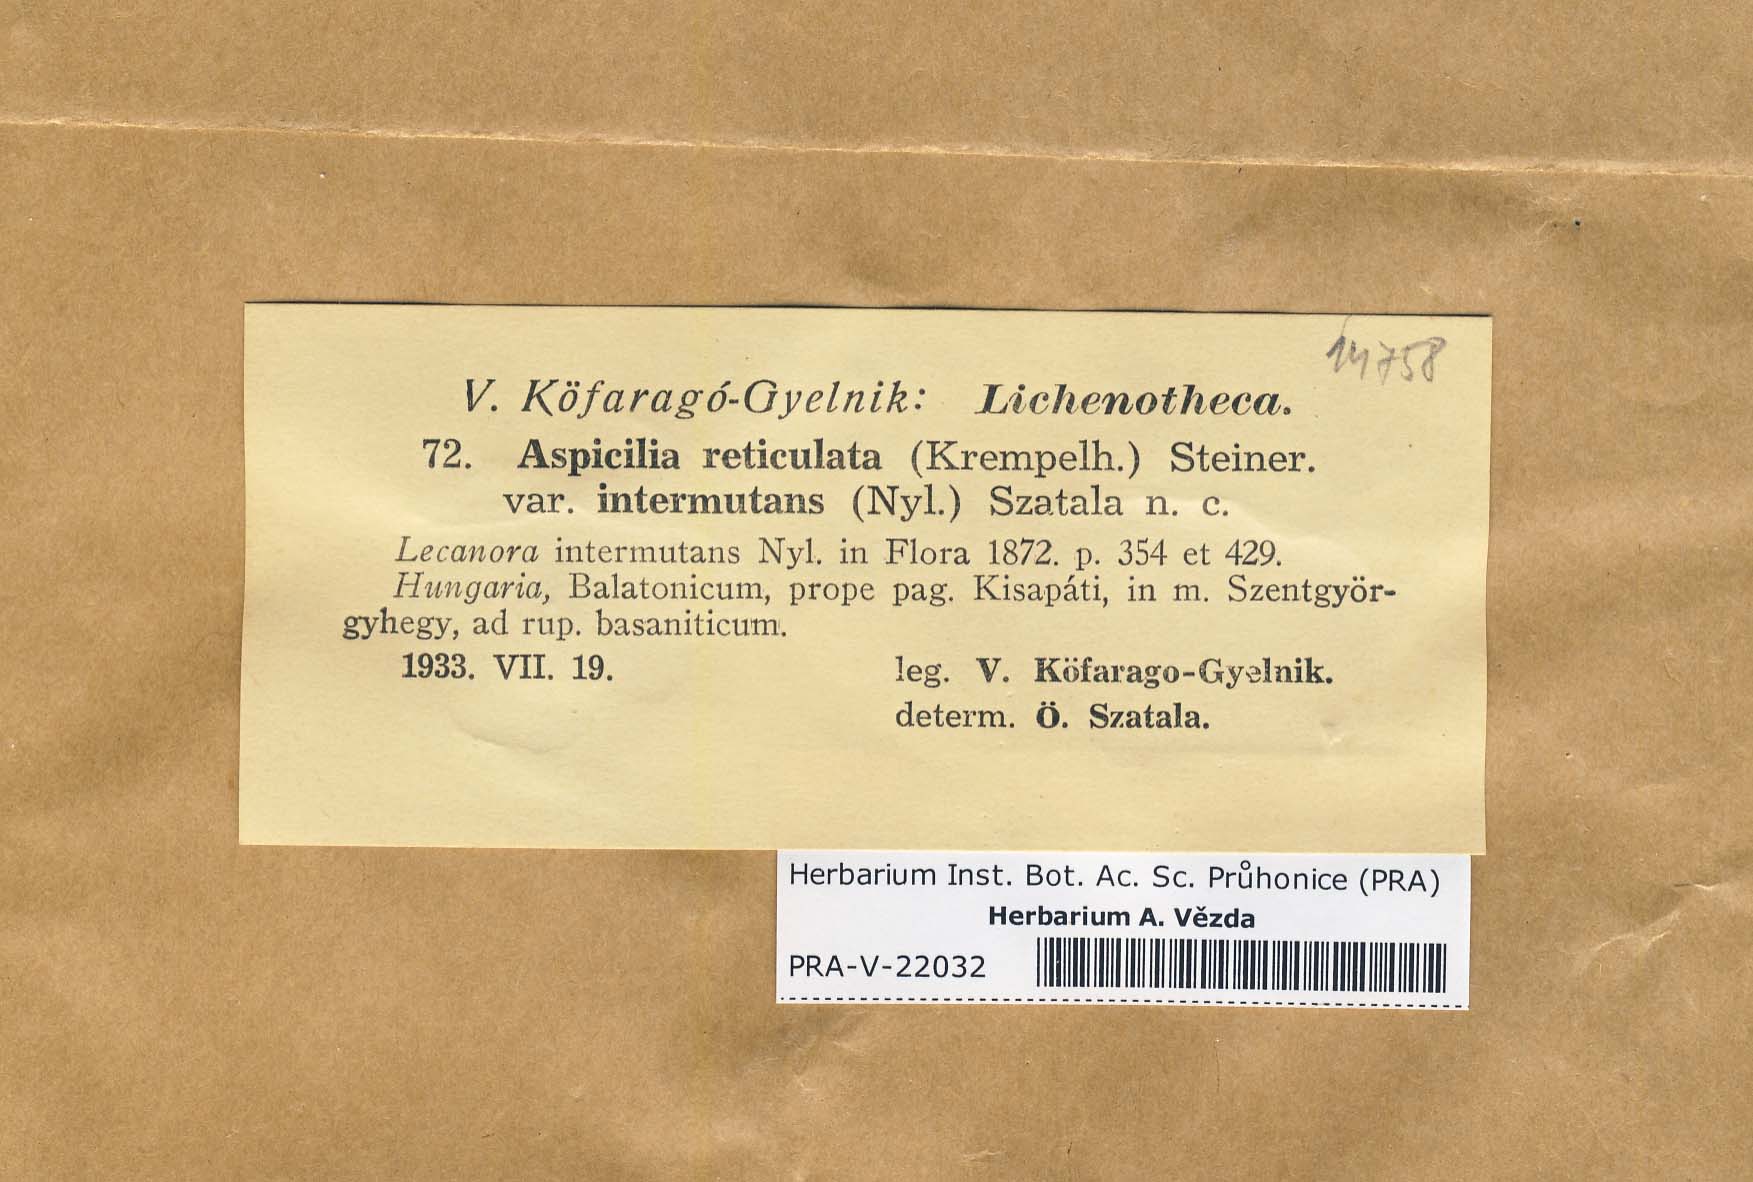 14758
V. Köfaragó-Gyelnik: Lichenotheca.
72. Aspicilia reticulata (Krempelh.) Steiner.
var. intermutans (Nyl.) Szatala n. c.
Lecanora intermutans Nyl. in Flora 1872. p. 354 et 429.
Hungaria, Balatonicum, prope pag. Kisapáti, in m. Szentgyör-
gyhegy, ad rup. basaniticum.
1933. VII. 19. leg. V. Köfarago-Gyelnik.
determ. Ö. Szatala.
Herbarium Inst. Bot. Ac. Sc. Průhonice (PRA)
Herbarium A. Vězda
PRA-V-22032